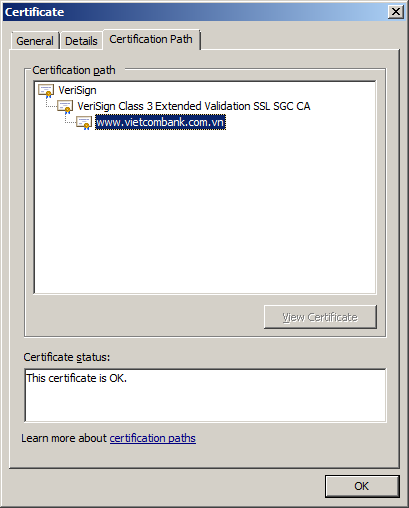 Certificate
General Details Certification Path
Certification path
VeriSign
VeriSign Class 3 Extended Validation SSL SGC CA
www.vietcombank.com.vn
View Certificate
Certificate status:
This certificate is OK.
Learn more about certification paths
OK